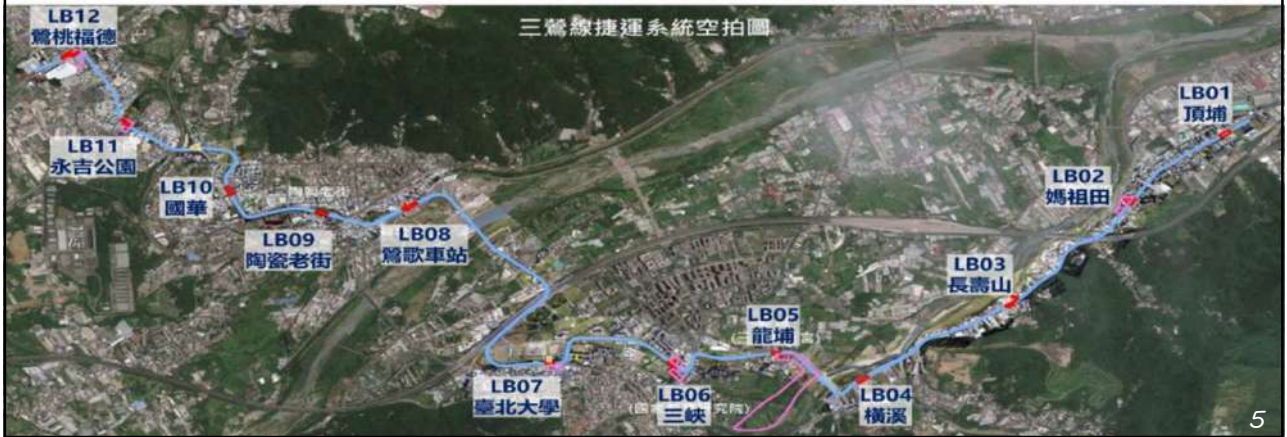 三鶯線捷運系統空拍圖
LB12
鶯桃福德
LB11
永吉公園
LB10
國華
LB09
陶瓷老街
LB08
鶯歌車站
LB07
臺北大學
LB06
三峽
LB05
龍埔
LB04
橫溪
LB03
長壽山
LB02
媽祖田
LB01
頂埔
5